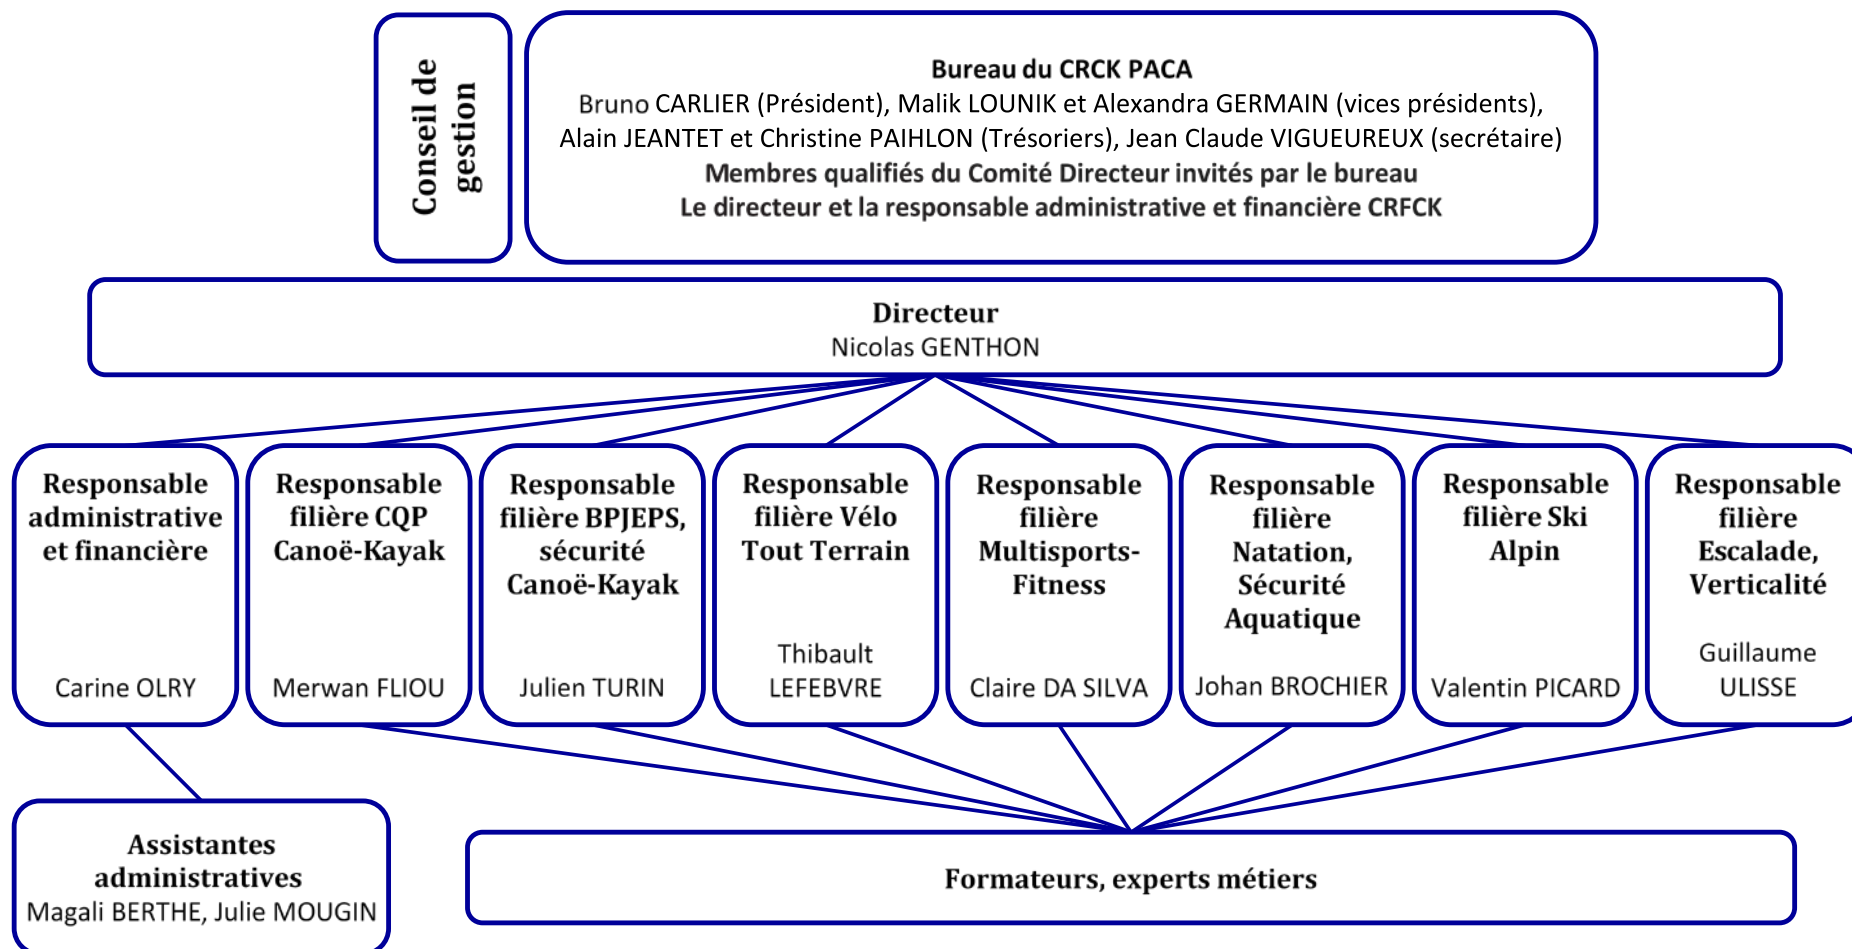 Conseil de
gestion
Bureau du CRCK PACA
Bruno CARLIER (Président), Malik LOUNIK et Alexandra GERMAIN (vices présidents),
Alain JEANTET et Christine PAIHLON (Trésoriers), Jean Claude VIGUEUREUX (secrétaire)
Membres qualifiés du Comité Directeur invités par le bureau
Le directeur et la responsable administrative et financière CRFCK
Directeur
Nicolas GENTHON
Responsable
administrative
et financière
Carine OLRY
Responsable
filière CQP
Canoë-Kayak
Merwan FLIOU
Responsable
filière BPJEPS,
sécurité
Canoë-Kayak
Julien TURIN
Responsable
filière Vélo
Tout Terrain
Thibault
LEFEBVRE
Responsable
filière
Multisports-
Fitness
Claire DA SILVA
Responsable
filière
Natation,
Sécurité
Aquatique
Johan BROCHIER
Responsable
filière Ski
Alpin
Valentin PICARD
Responsable
filière
Escalade,
Verticalité
Guillaume
ULISSE
Assistantes
administratives
Magali BERTHE, Julie MOUGIN
Formateurs, experts métiers